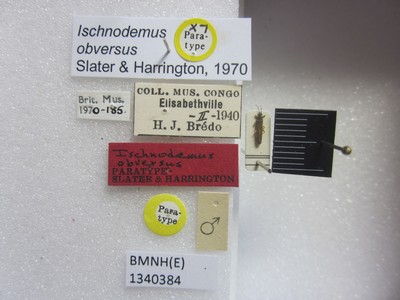 Ischnodemus
obversus
Slater & Harrington, 1970
X7
Para-
type
Brit. Mus.
1970-185.
COLL. MUS. CONGO
Elisabethville
-II-1940
H. J. Brédo
Ischnodemus
obversus
PARATYPE
SLATER & HARRINGTON
Para-
type
♂
BMNH(E)
1340384